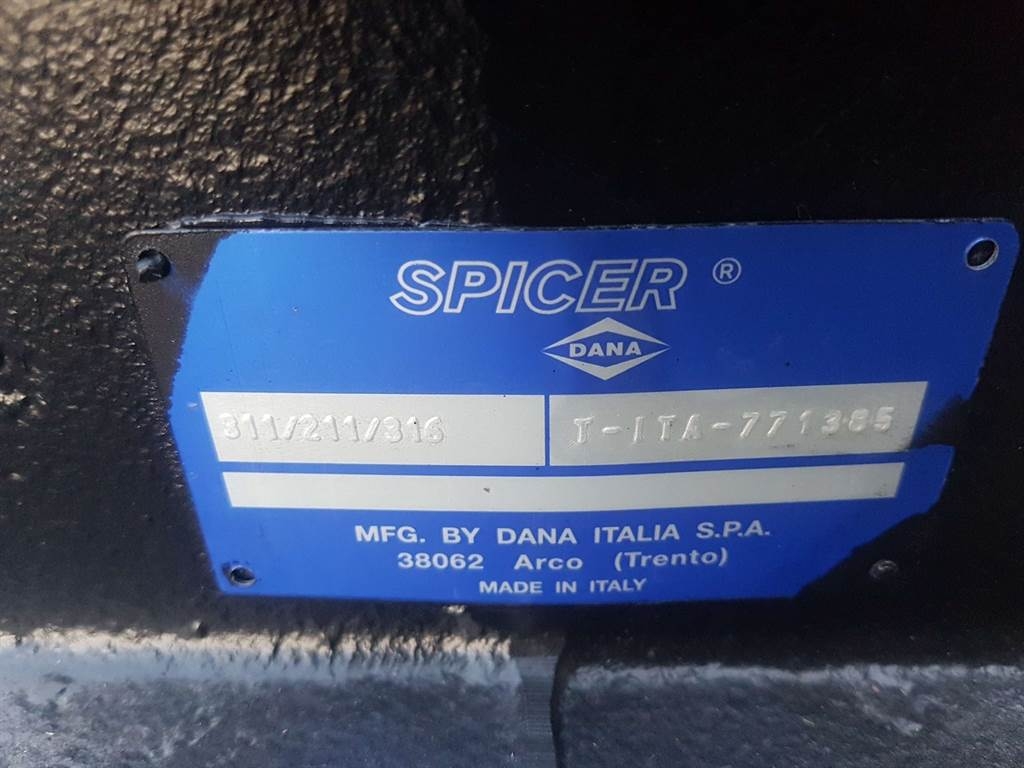 SPICER ®
DANA
311/211/316 T-ITA-771385
MFG. BY DANA ITALIA S.P.A.
38062 Arco (Trento)
MADE IN ITALY